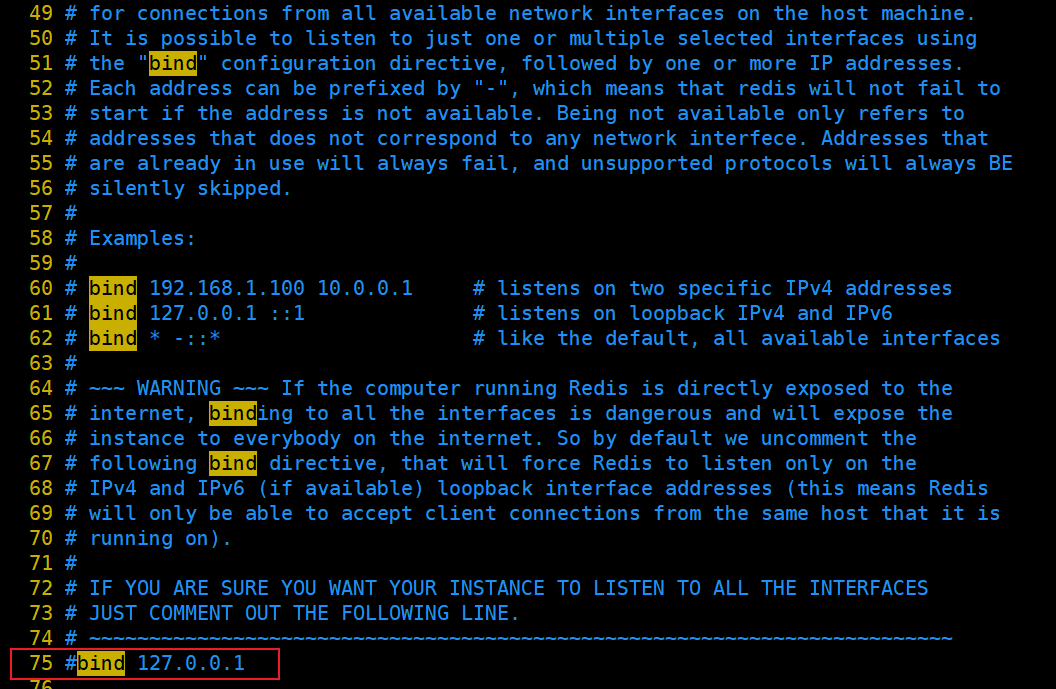 49 # for connections from all available network interfaces on the host machine.
50 # It is possible to listen to just one or multiple selected interfaces using
51 # the "bind" configuration directive, followed by one or more IP addresses.
52 # Each address can be prefixed by "-", which means that redis will not fail to
53 # start if the address is not available. Being not available only refers to
54 # addresses that does not correspond to any network interfece. Addresses that
55 # are already in use will always fail, and unsupported protocols will always BE
56 # silently skipped.
57 #
58 # Examples:
59 #
60 # bind 192.168.1.100 10.0.0.1     # listens on two specific IPv4 addresses
61 # bind 127.0.0.1 ::1              # listens on loopback IPv4 and IPv6
62 # bind * -::*                     # like the default, all available interfaces
63 #
64 # ~~~ WARNING ~~~ If the computer running Redis is directly exposed to the
65 # internet, binding to all the interfaces is dangerous and will expose the
66 # instance to everybody on the internet. So by default we uncomment the
67 # following bind directive, that will force Redis to listen only on the
68 # IPv4 and IPv6 (if available) loopback interface addresses (this means Redis
69 # will only be able to accept client connections from the same host that it is
70 # running on).
71 #
72 # IF YOU ARE SURE YOU WANT YOUR INSTANCE TO LISTEN TO ALL THE INTERFACES
73 # JUST COMMENT OUT THE FOLLOWING LINE.
74 # ~~~~~~~~~~~~~~~~~~~~~~~~~~~~~~~~~~~~~~~~~~~~~~~~~~~~~~~~~~~~~~~~~~~~~~~~
75 #bind 127.0.0.1
76